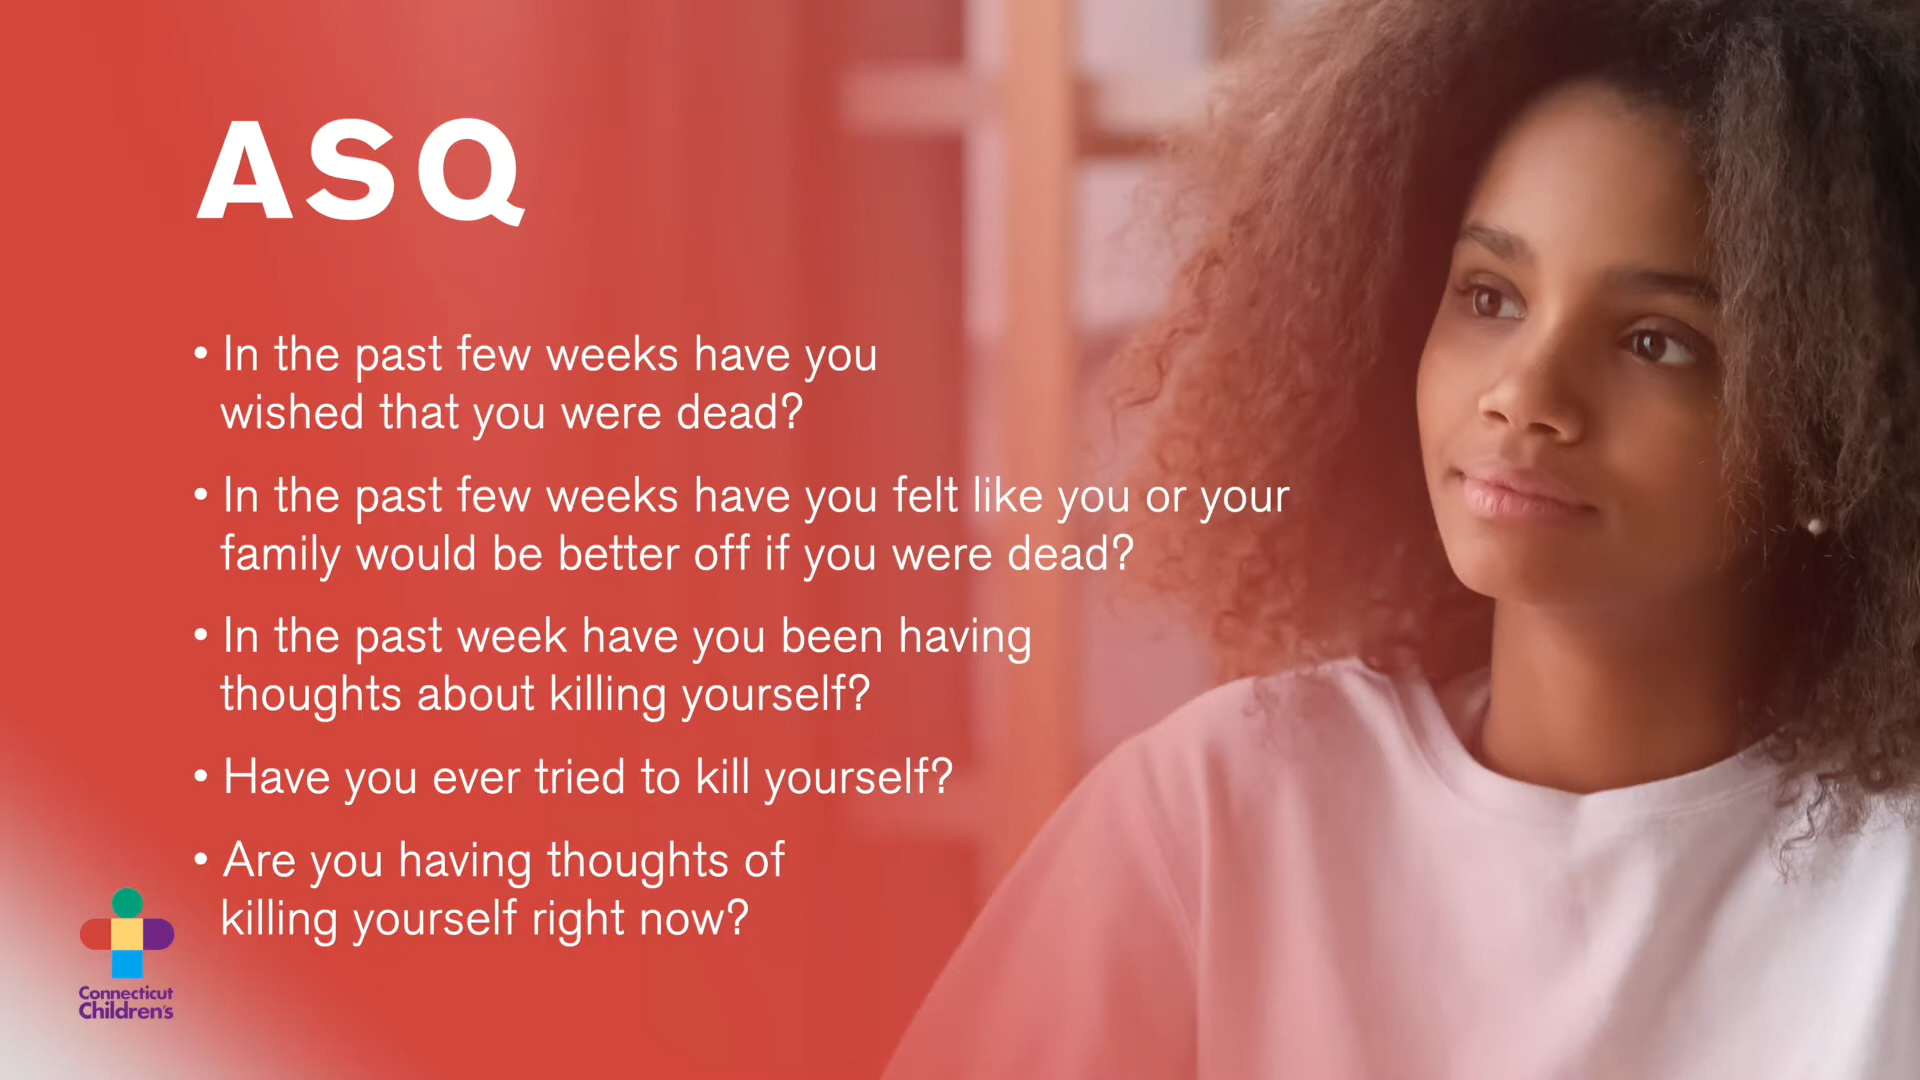 ASQ
• In the past few weeks have you
wished that you were dead?
• In the past few weeks have you felt like you or your
family would be better off if you were dead?
• In the past week have you been having
thoughts about killing yourself?
• Have you ever tried to kill yourself?
• Are you having thoughts of
killing yourself right now?
Connecticut
Children's